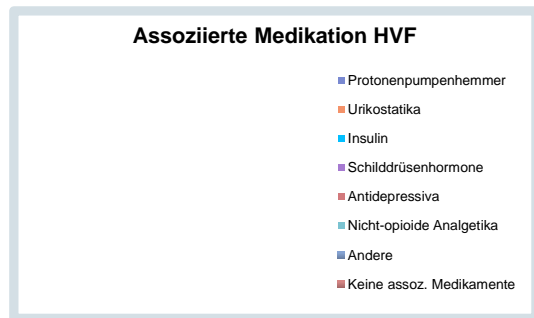 Assoziierte Medikation HVF
Protonenpumpenhemmer
Urikostatika
Insulin
Schilddrüsenhormone
Antidepressiva
Nicht-opioide Analgetika
Andere
Keine assoz. Medikamente